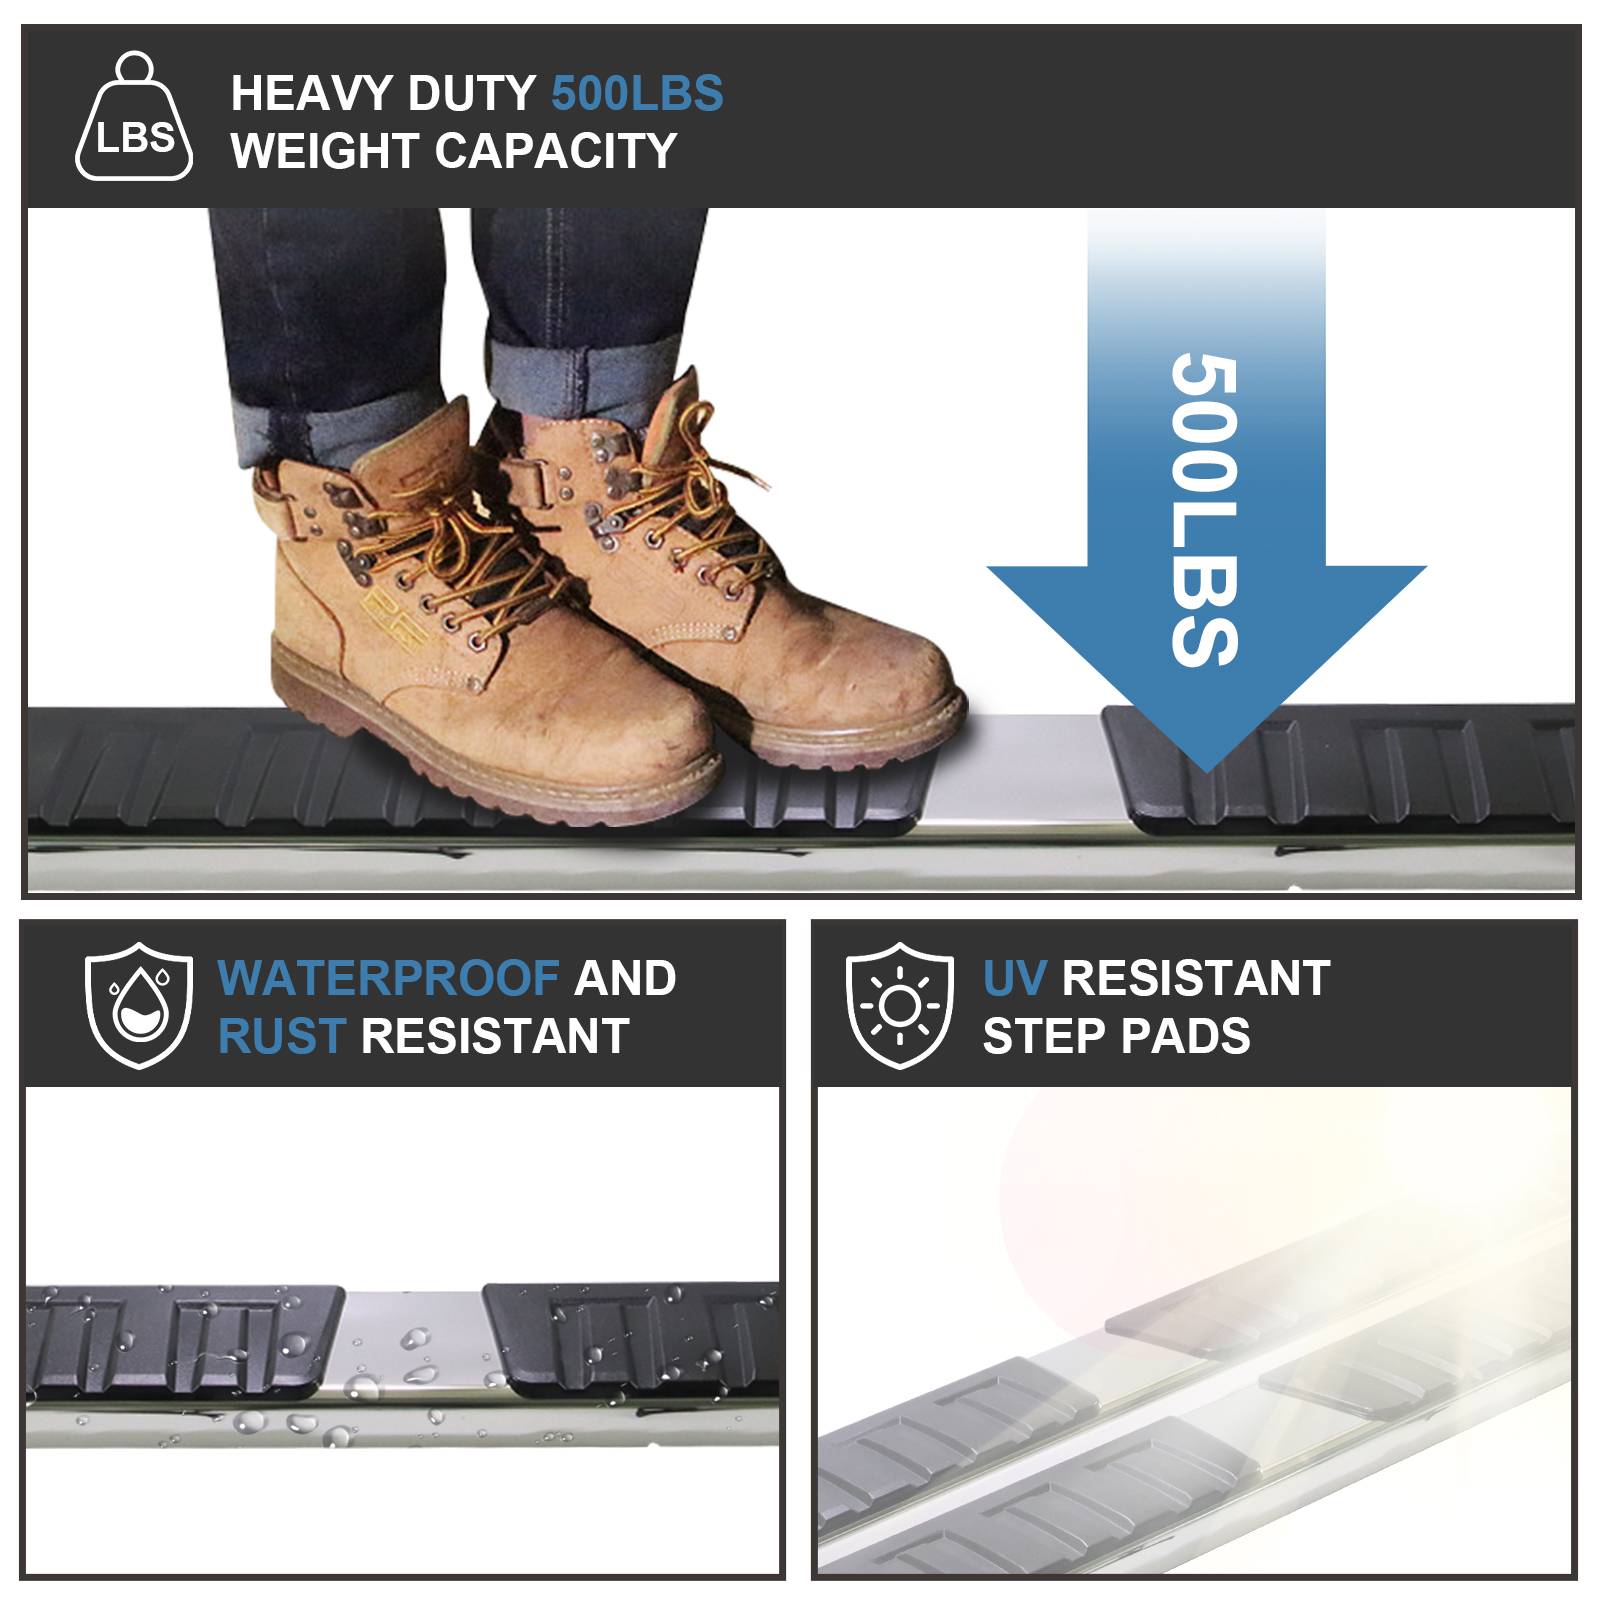 LBS
HEAVY DUTY 500LBS
WEIGHT CAPACITY
500LBS
WATERPROOF AND
RUST RESISTANT
UV RESISTANT
STEP PADS